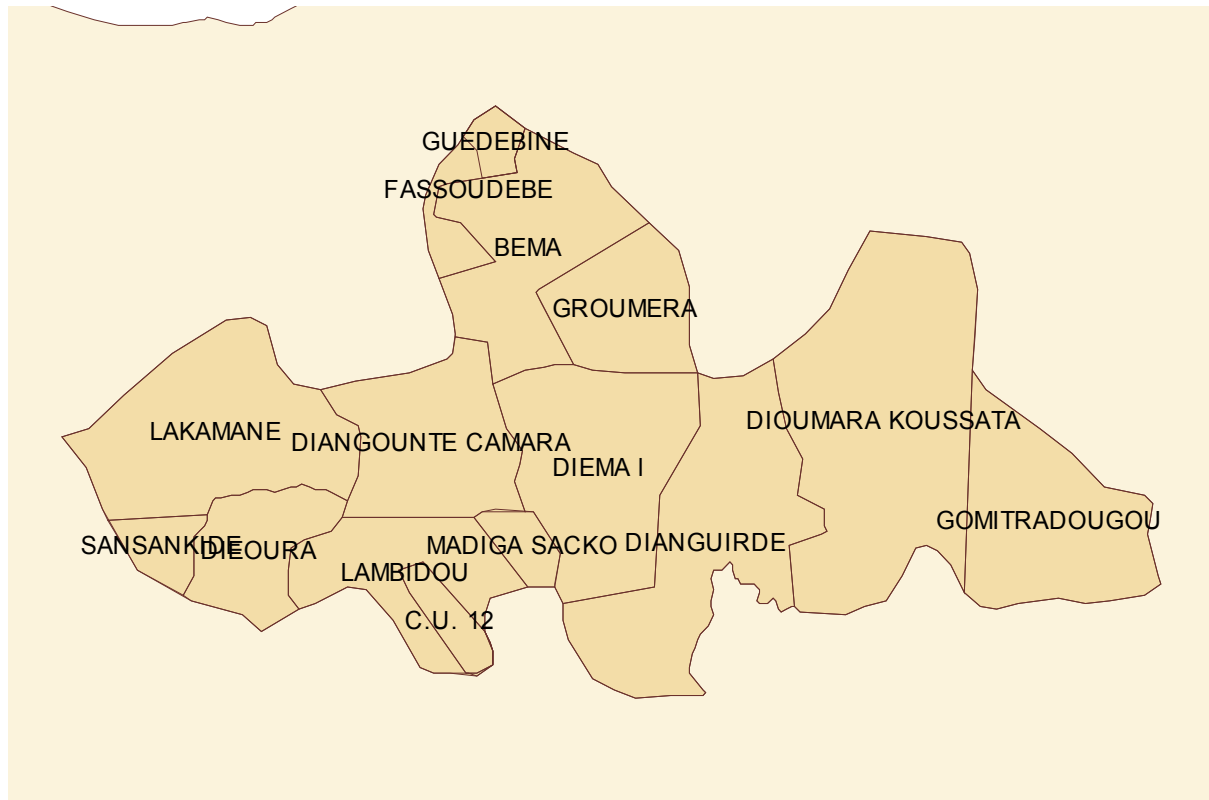 GUEDEBINE
FASSOUDEBE
BEMA
GROUMERA
DIOUMARA KOUSSATA
LAKAMANE
DIANGOUNTE CAMARA
DIEMA I
GOMITRADOUGOU
SANSANKIDE
DIEOURA
MADIGA SACKO
DIANGUIRDE
LAMBIDOU
C.U. 12